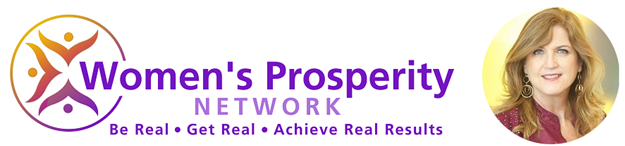 Women's Prosperity
NETWORK
Be Real • Get Real • Achieve Real Results